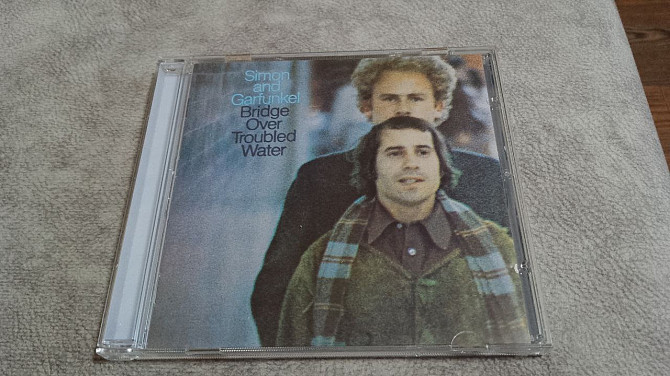 Simon
and
Garfunkel
Bridge
Over
Troubled
Water